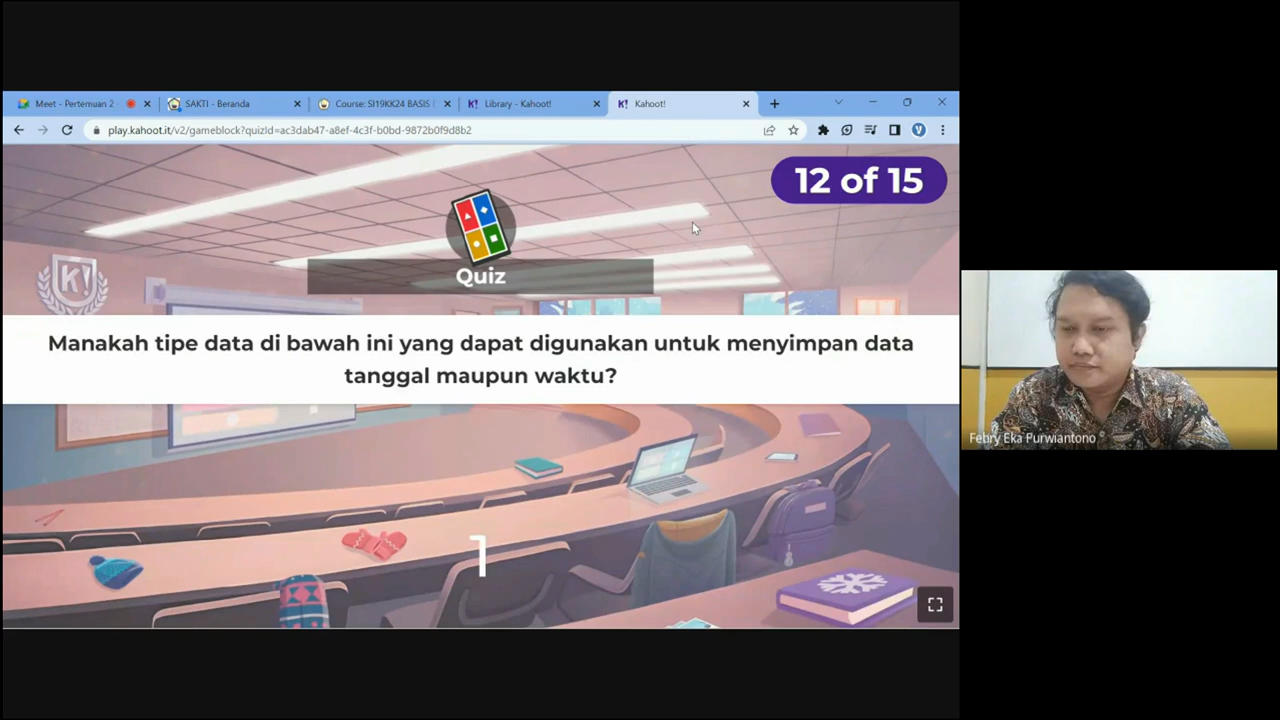 Meet - Pertemuan 2
SAKTI - Beranda
Course: SI19KK24 BASIS
Library - Kahoot!
Kahoot!
play.kahoot.it/v2/gameblock?quizId=ac3dab47-a8ef-4c3f-b0bd-9872b0f9d8b2
V
12 of 15
K!
Quiz
Manakah tipe data di bawah ini yang dapat digunakan untuk menyimpan data
tanggal maupun waktu?
1
Febry Eka Purwiantono